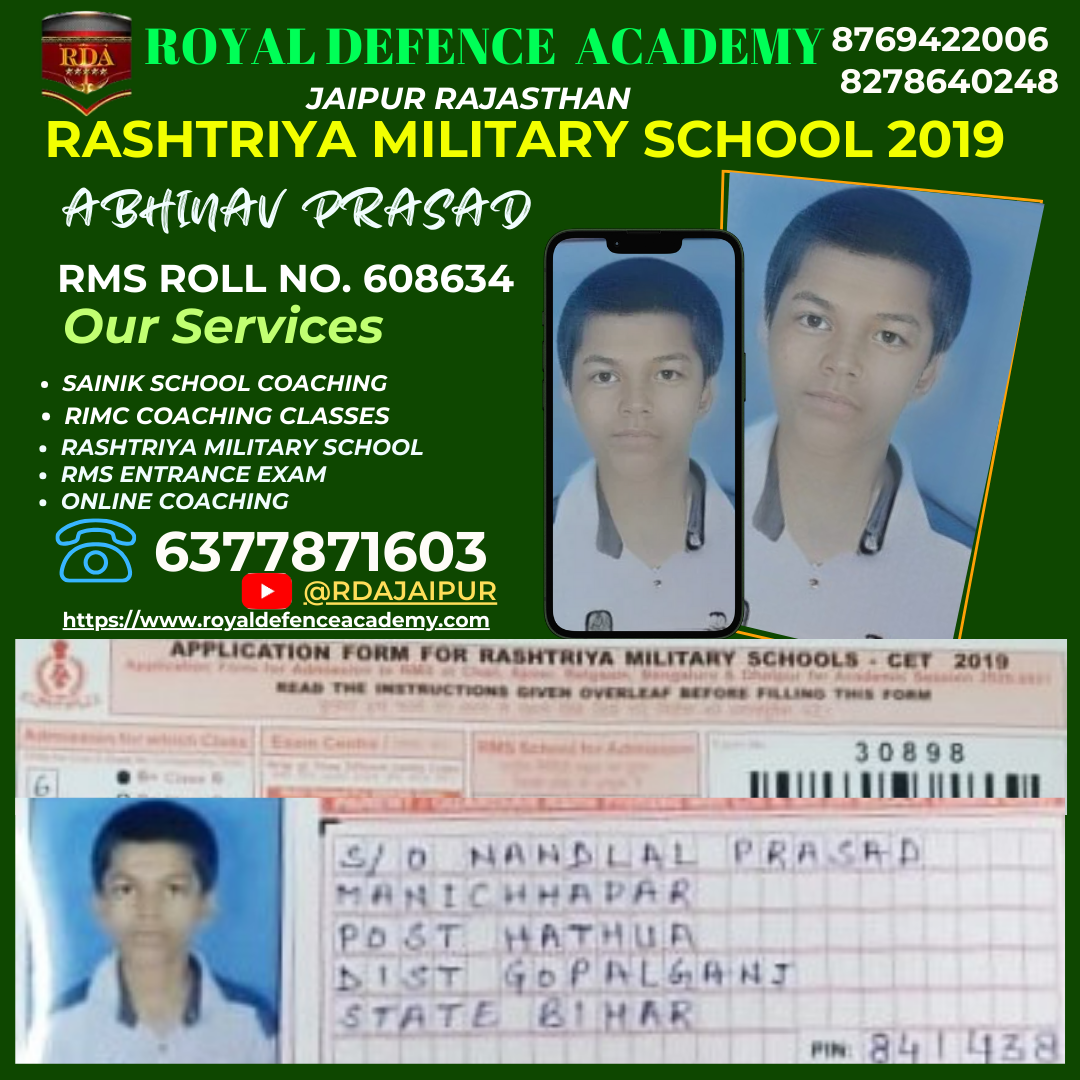 RDA
ROYAL DEFENCE ACADEMY
8769422006
8278640248
JAIPUR RAJASTHAN
RASHTRIYA MILITARY SCHOOL 2019
ABHINAV PRASAD
RMS ROLL NO. 608634
Our Services
• SAINIK SCHOOL COACHING
• RIMC COACHING CLASSES
• RASHTRIYA MILITARY SCHOOL
• RMS ENTRANCE EXAM
• ONLINE COACHING
6377871603
@RDAJAIPUR
https://www.royaldefenceacademy.com
APPLICATION FORM FOR RASHTRIYA MILITARY SCHOOLS - CET 2019
READ THE INSTRUCTIONS GIVEN OVERLEAF BEFORE FILLING THIS FORM
Admission for which Class
Exam Centre
RMS School for Admission
30898
6
S/O NANDLAL PRASAD
MANICHHAPAR
POST HATHUA
DIST GOPALGANJ
STATE BIHAR
PIN: 841438